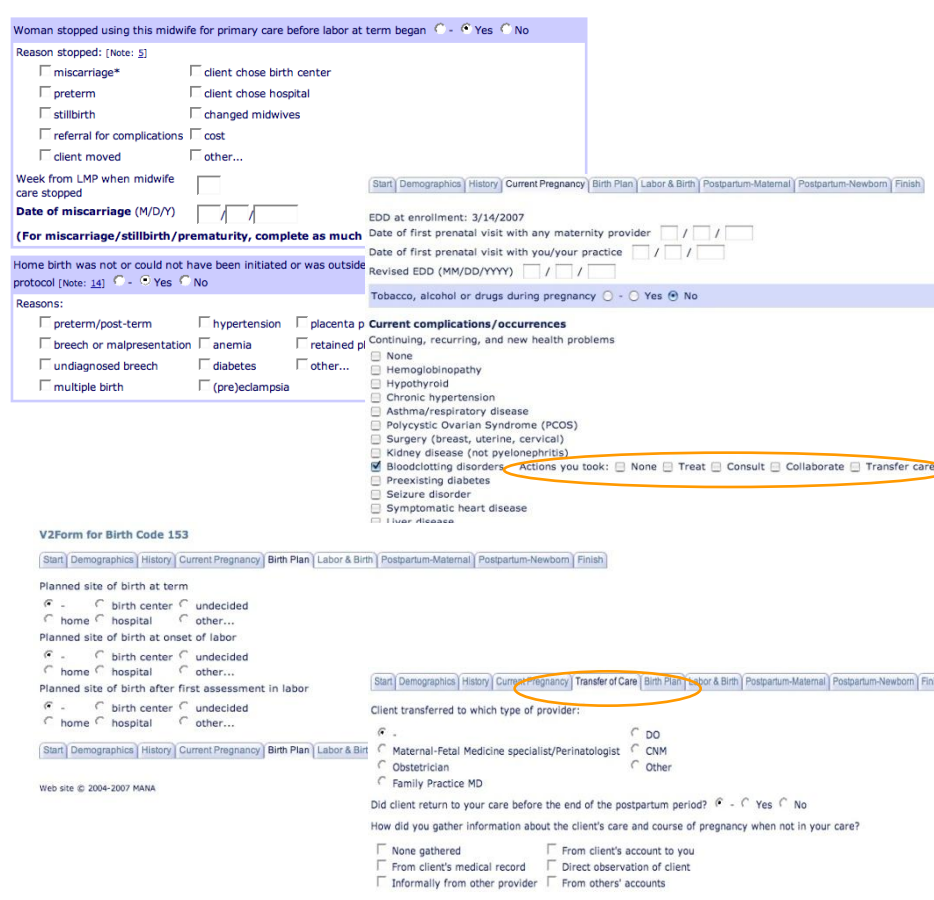 Woman stopped using this midwife for primary care before labor at term began - Yes No
Reason stopped: [Note: 5]
miscarriage* client chose birth center
preterm client chose hospital
stillbirth changed midwives
referral for complications cost
client moved other...
Week from LMP when midwife
care stopped
Date of miscarriage (M/D/Y) / /
(For miscarriage/stillbirth/prematurity, complete as much
Home birth was not or could not have been initiated or was outside
protocol [Note: 14] - Yes No
Reasons:
preterm/post-term hypertension placenta p
breech or malpresentation anemia retained pl
undiagnosed breech diabetes other...
multiple birth (pre)eclampsia
Start Demographics History Current Pregnancy Birth Plan Labor & Birth Postpartum-Maternal Postpartum-Newborn Finish
EDD at enrollment: 3/14/2007
Date of first prenatal visit with any maternity provider / /
Date of first prenatal visit with you/your practice / /
Revised EDD (MM/DD/YYYY) / /
Tobacco, alcohol or drugs during pregnancy - Yes No
Current complications/occurrences
Continuing, recurring, and new health problems
None
Hemoglobinopathy
Hypothyroid
Chronic hypertension
Asthma/respiratory disease
Polycystic Ovarian Syndrome (PCOS)
Surgery (breast, uterine, cervical)
Kidney disease (not pyelonephritis)
Bloodclotting disorders Actions you took: None Treat Consult Collaborate Transfer care
Preexisting diabetes
Seizure disorder
Symptomatic heart disease
Liver disease
V2Form for Birth Code 153
Start Demographics History Current Pregnancy Birth Plan Labor & Birth Postpartum-Maternal Postpartum-Newborn Finish
Planned site of birth at term
- birth center undecided
home hospital other...
Planned site of birth at onset of labor
- birth center undecided
home hospital other...
Planned site of birth after first assessment in labor
- birth center undecided
home hospital other...
Start Demographics History Current Pregnancy Birth Plan Labor & Birt
Web site © 2004-2007 MANA
Start Demographics History Current Pregnancy Transfer of Care Birth Plan Labor & Birth Postpartum-Maternal Postpartum-Newborn Fin
Client transferred to which type of provider:
- DO
Maternal-Fetal Medicine specialist/Perinatologist CNM
Obstetrician Other
Family Practice MD
Did client return to your care before the end of the postpartum period? - Yes No
How did you gather information about the client's care and course of pregnancy when not in your care?
None gathered From client's account to you
From client's medical record Direct observation of client
Informally from other provider From others' accounts